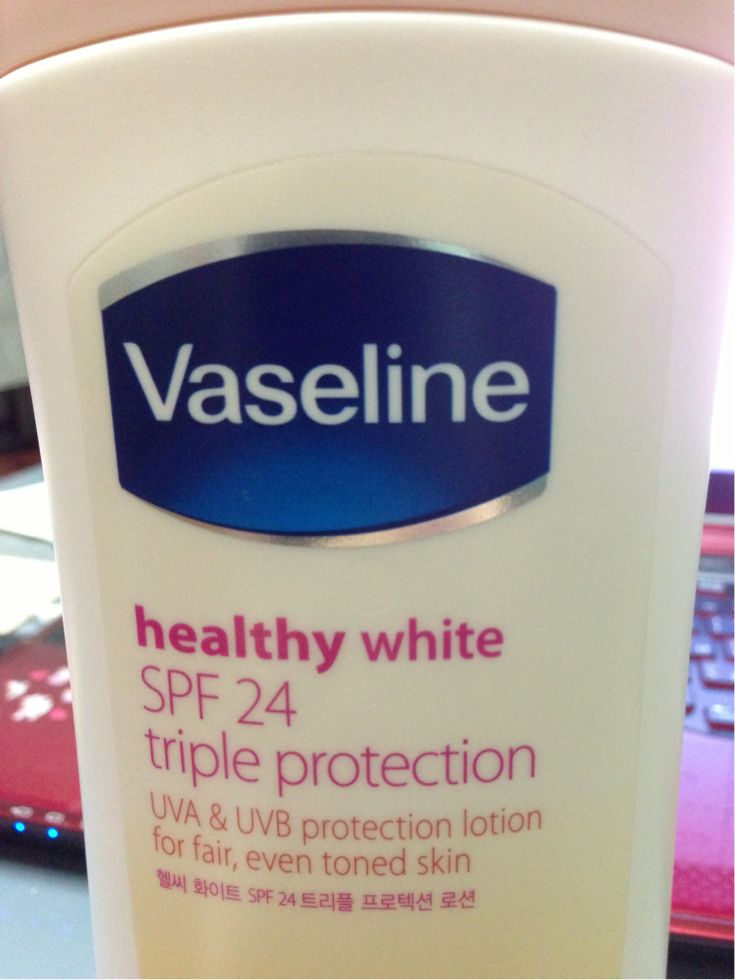 Vaseline
healthy white
SPF 24
triple protection
UVA & UVB protection lotion
for fair, even toned skin
헬씨 화이트 SPF 24 트리플 프로텍션 로션